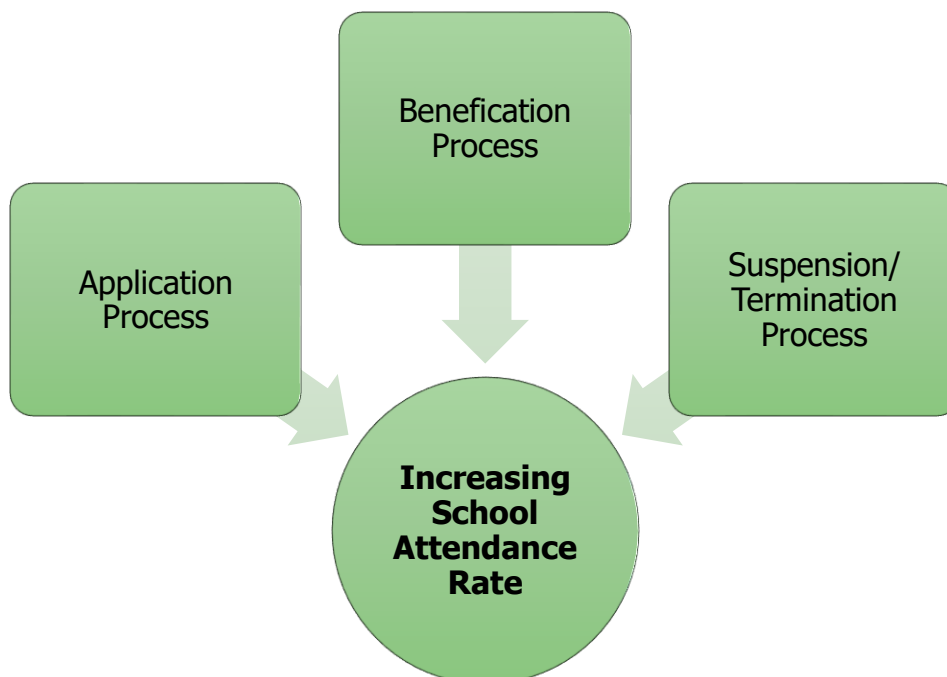 Benefication
Process
Application
Process
Suspension/
Termination
Process
Increasing
School
Attendance
Rate